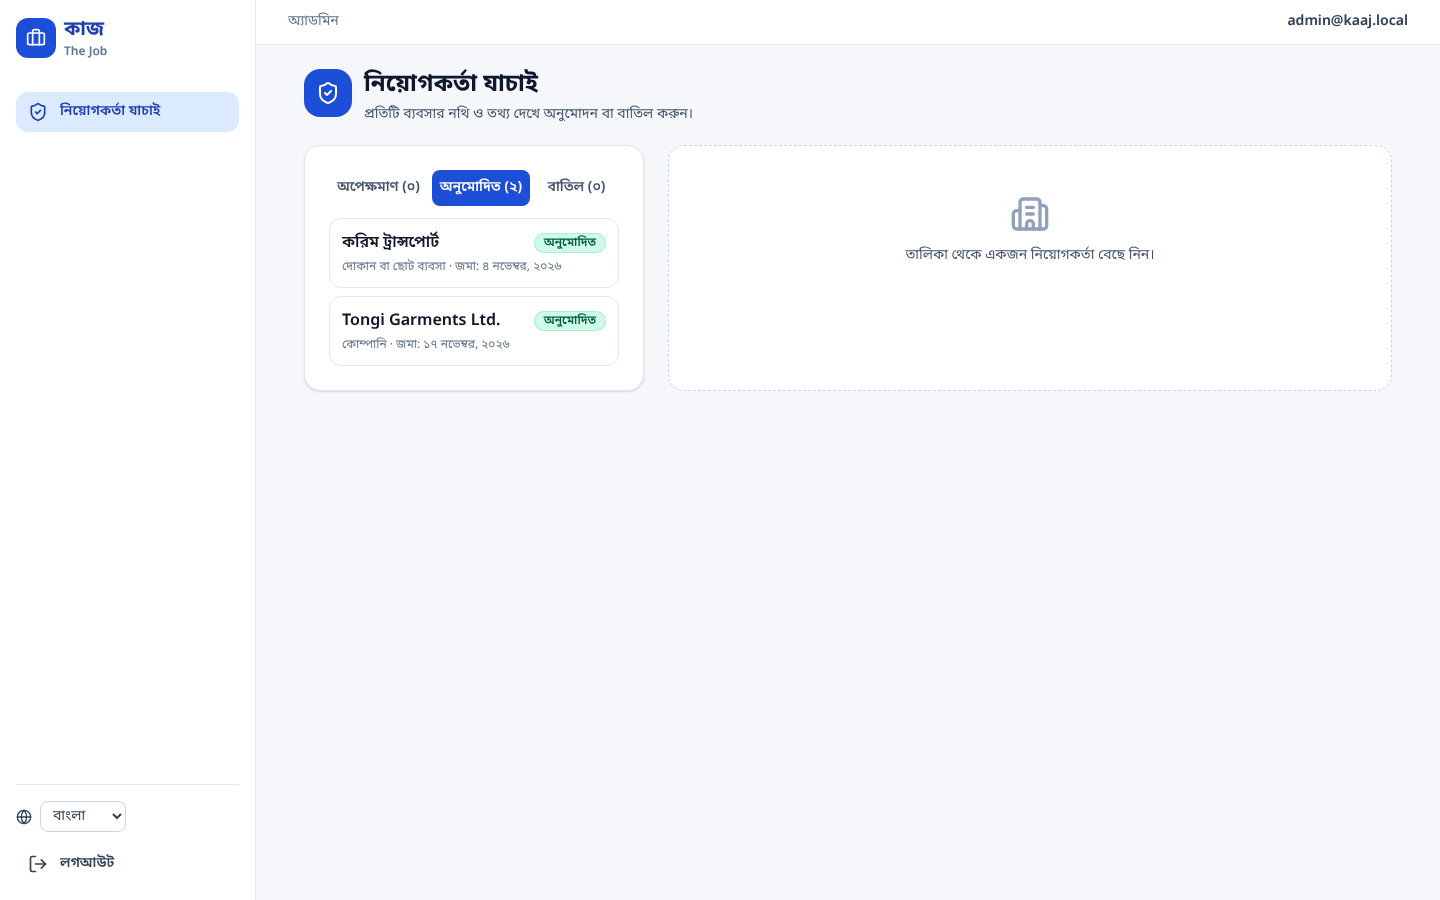 কাজ
The Job
নিয়োগকর্তা যাচাই
বাংলা
লগআউট
অ্যাডমিন
admin@kaaj.local
নিয়োগকর্তা যাচাই
প্রতিটি ব্যবসার নথি ও তথ্য দেখে অনুমোদন বা বাতিল করুন।
অপেক্ষমাণ (০) অনুমোদিত (২) বাতিল (০)
করিম ট্রান্সপোর্ট অনুমোদিত
দোকান বা ছোট ব্যবসা · জমা: ৪ নভেম্বর, ২০২৬
Tongi Garments Ltd. অনুমোদিত
কোম্পানি · জমা: ১৭ নভেম্বর, ২০২৬
তালিকা থেকে একজন নিয়োগকর্তা বেছে নিন।